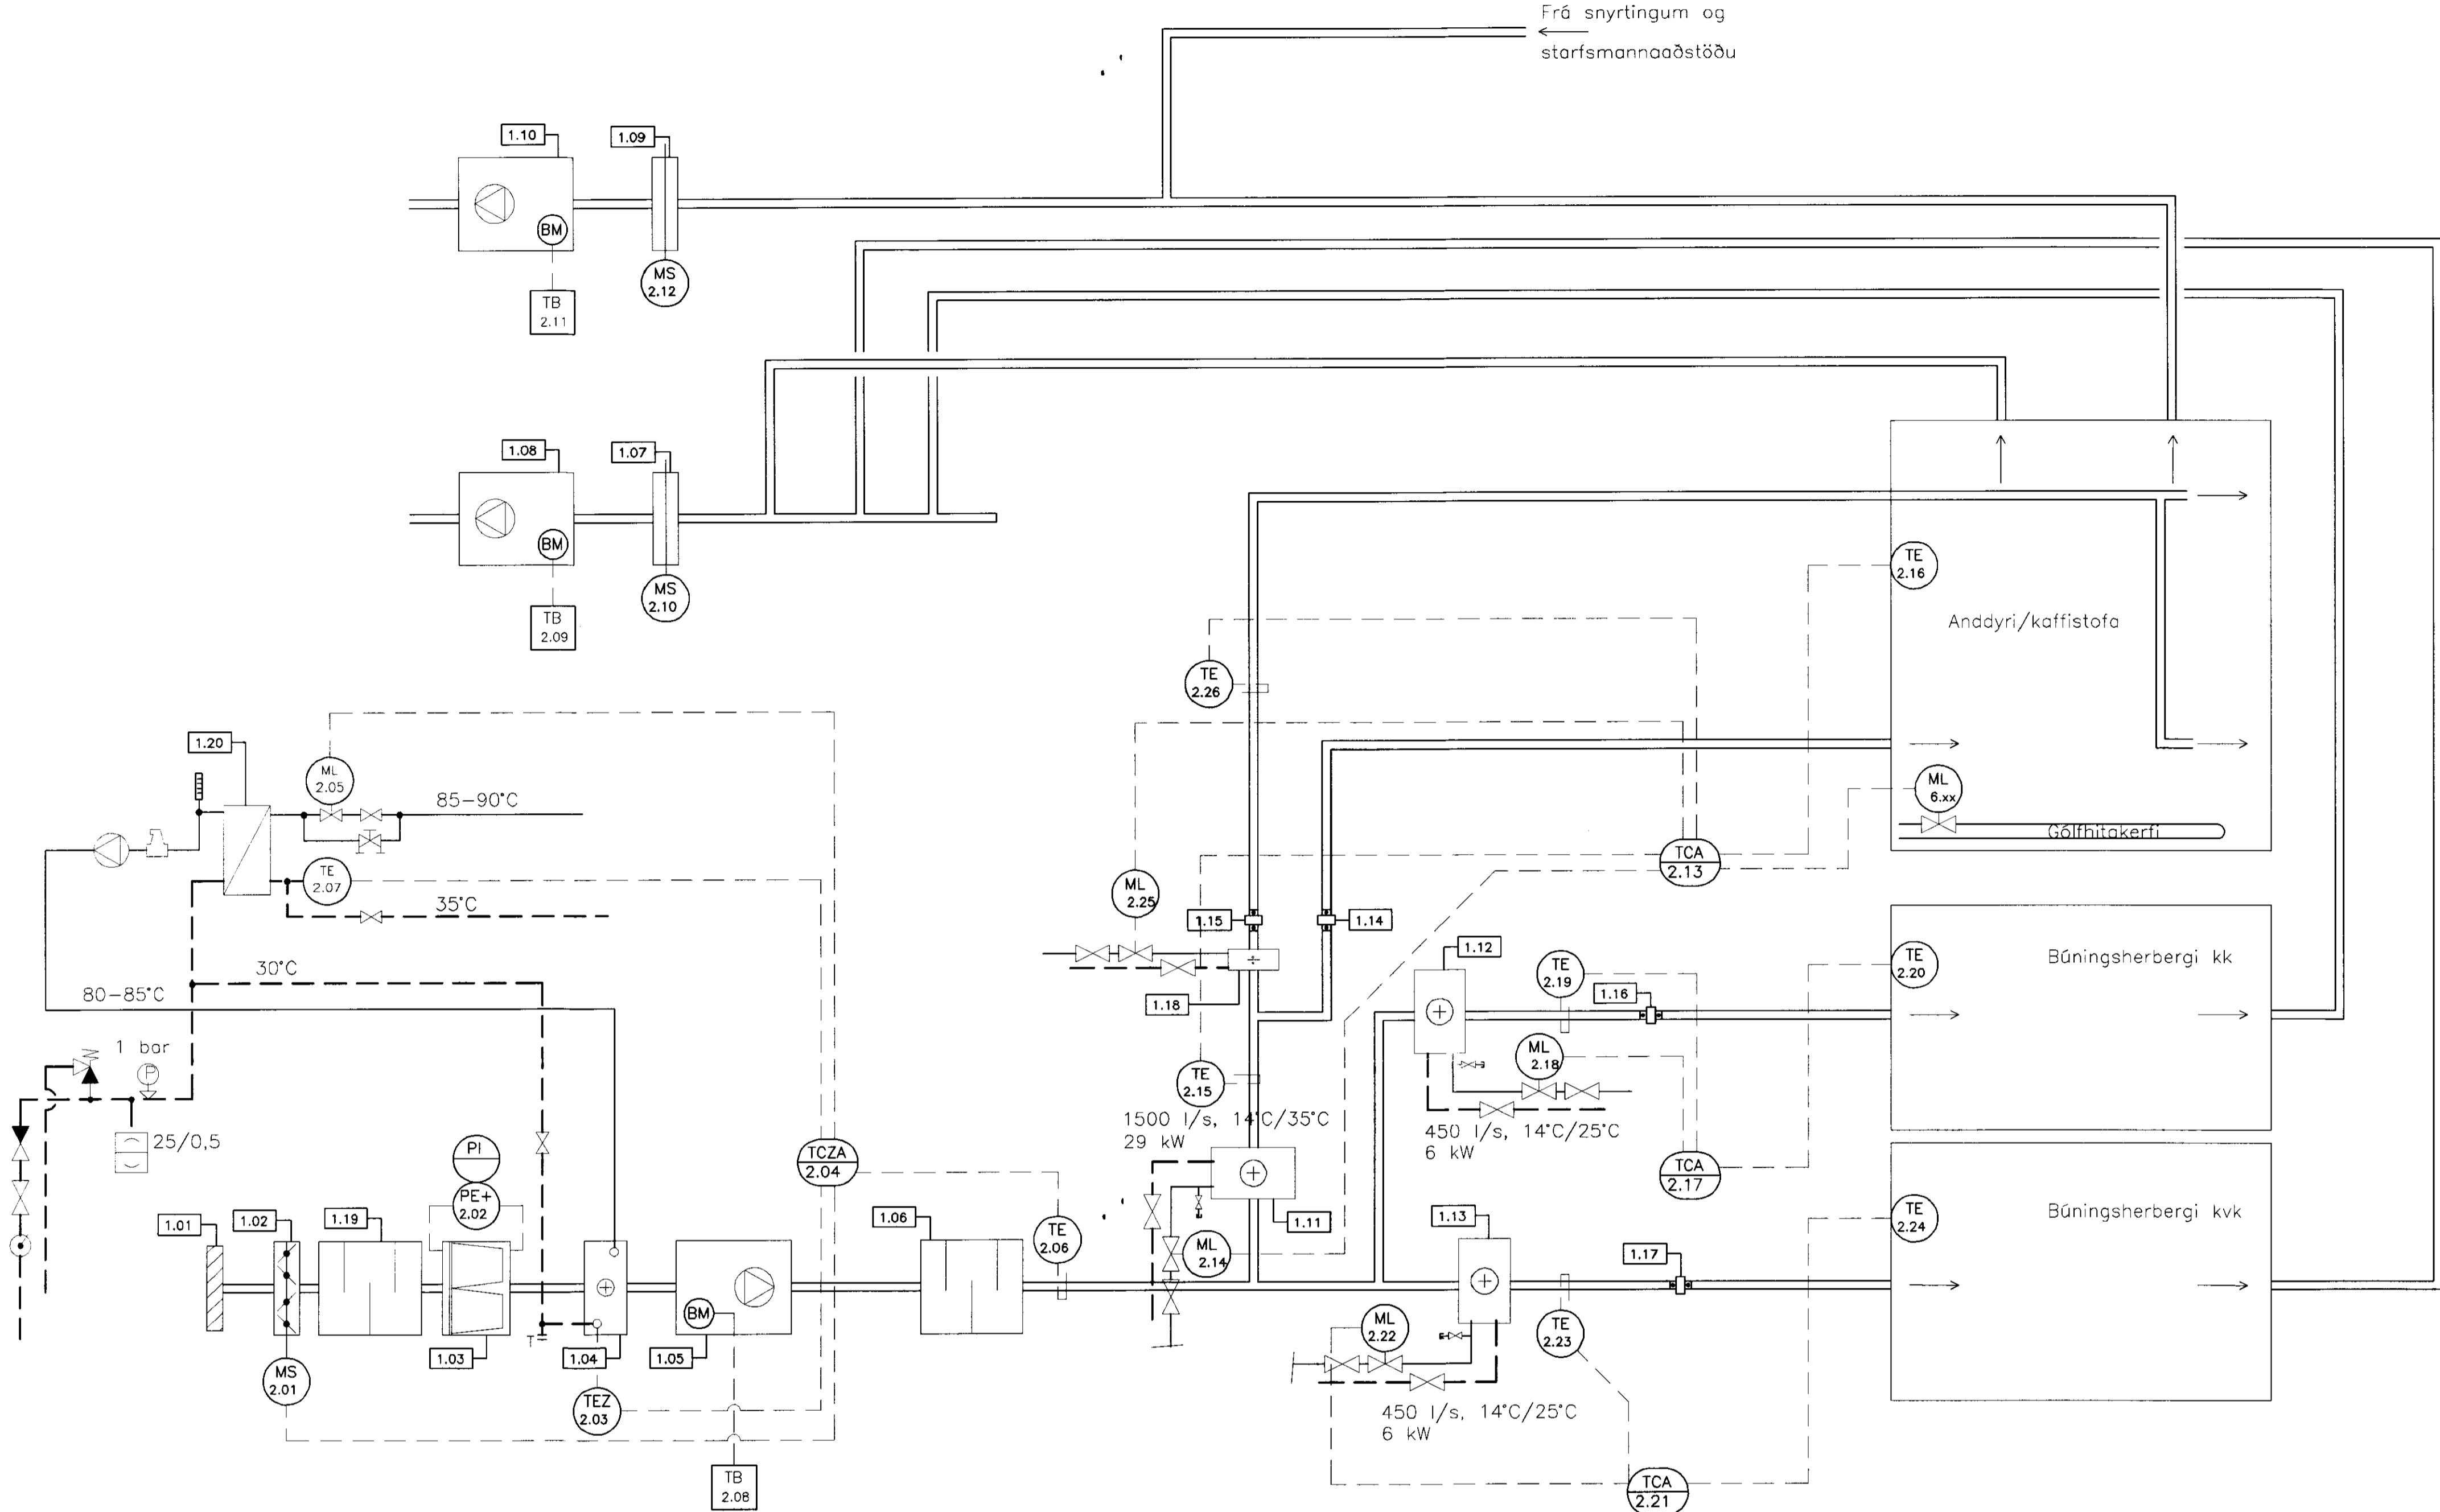 Frá snyrtingum og
starfsmannaaðstöðu
1.10
1.09
BM
MS
2.12
TB
2.11
1.08
1.07
BM
MS
2.10
TB
2.09
TE
2.16
Anddyri/kaffistofa
TE
2.26
1.20
ML
2.05
85-90°C
TE
2.07
35°C
30°C
80-85°C
1 bar
P
25/0,5
ML
6.xx
Gólfhitakerfi
TCA
2.13
ML
2.25
1.15
1.14
÷
1.18
1.12
TE
2.19
1.16
TE
2.20
Búningsherbergi kk
ML
2.18
TE
2.15
1500 l/s, 14°C/35°C
29 kW
450 l/s, 14°C/25°C
6 kW
TCA
2.17
PI
PE+
2.02
TCZA
2.04
1.01
1.02
1.19
1.06
TE
2.06
1.11
ML
2.14
1.13
1.17
TE
2.24
Búningsherbergi kvk
BM
1.03
T
1.04
1.05
MS
2.01
TEZ
2.03
ML
2.22
TE
2.23
450 l/s, 14°C/25°C
6 kW
TB
2.08
TCA
2.21